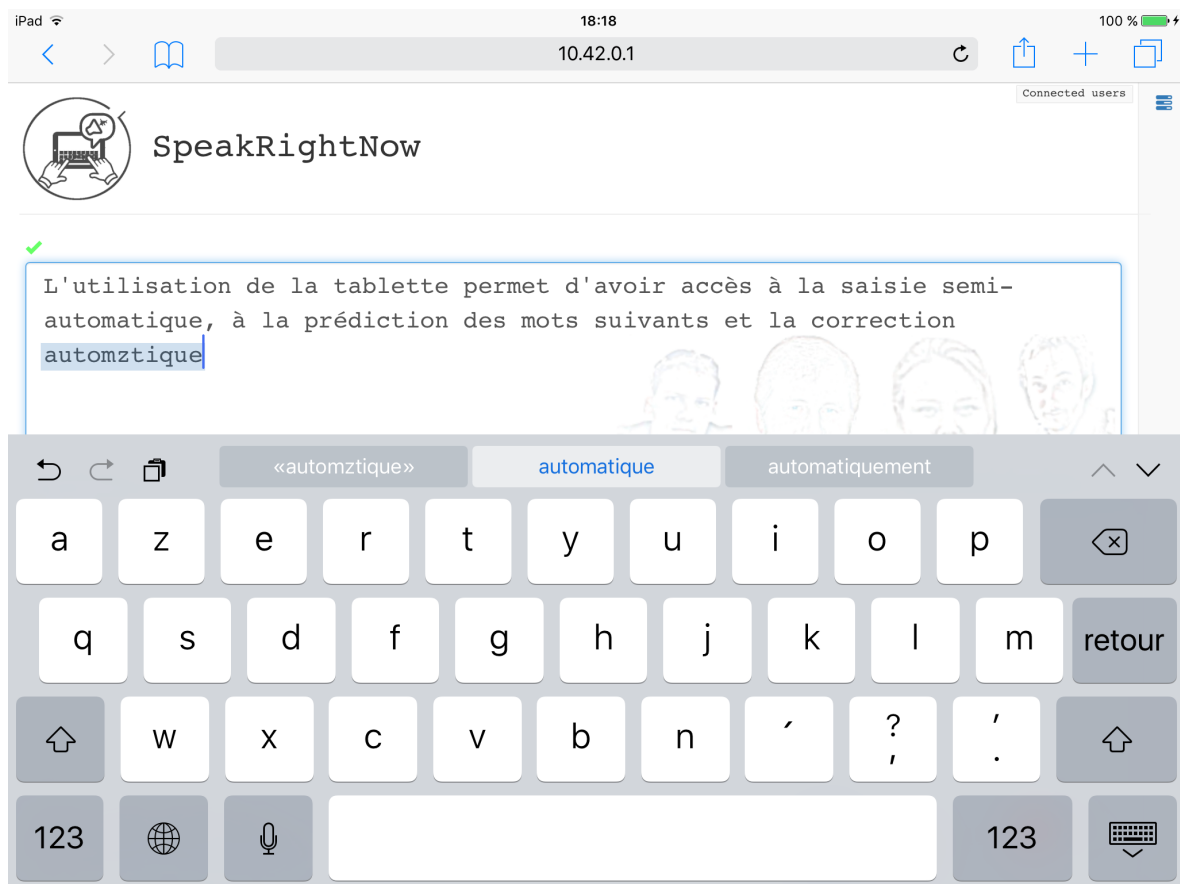 iPad 18:18 100 %
10.42.0.1
Connected users
SpeakRightNow
L'utilisation de la tablette permet d'avoir accès à la saisie semi-
automatique, à la prédiction des mots suivants et la correction
automztique
«automztique» automatique automatiquement
a z e r t y u i o p
q s d f g h j k l m retour
w x c v b n ´ ? , ' .
123 123